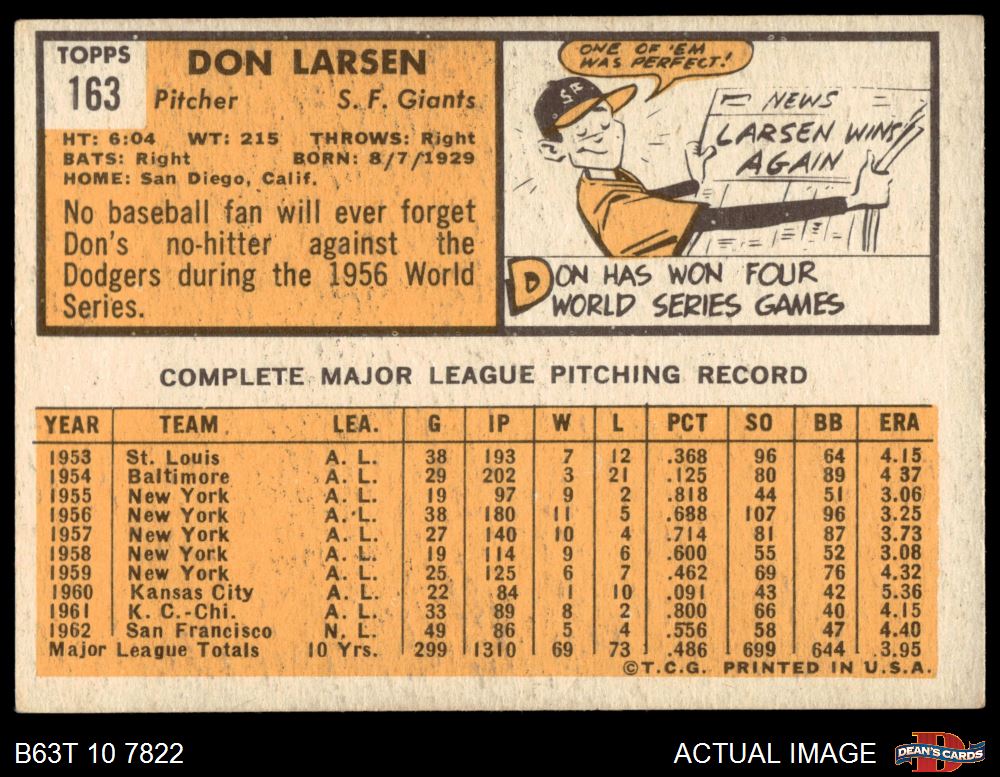 TOPPS
163
DON LARSEN
Pitcher S. F. Giants
HT: 6:04 WT: 215 THROWS: Right
BATS: Right BORN: 8/7/1929
HOME: San Diego, Calif.
No baseball fan will ever forget
Don's no-hitter against the
Dodgers during the 1956 World
Series.
ONE OF 'EM
WAS PERFECT!
SF
NEWS
LARSEN WINS
AGAIN
DON HAS WON FOUR
WORLD SERIES GAMES
COMPLETE MAJOR LEAGUE PITCHING RECORD
YEAR TEAM LEA. G IP W L PCT SO BB ERA
1953 St. Louis A. L. 38 193 7 12 .368 96 64 4.15
1954 Baltimore A. L. 29 202 3 21 .125 80 89 4 37
1955 New York A. L. 19 97 9 2 .818 44 51 3.06
1956 New York A. L. 38 180 11 5 .688 107 96 3.25
1957 New York A. L. 27 140 10 4 .714 81 87 3.73
1958 New York A. L. 19 114 9 6 .600 55 52 3.08
1959 New York A. L. 25 125 6 7 .462 69 76 4.32
1960 Kansas City A. L. 22 84 1 10 .091 43 42 5.36
1961 K. C.-Chi. A. L. 33 89 8 2 .800 66 40 4.15
1962 San Francisco N. L. 49 86 5 4 .556 58 47 4.40
Major League Totals 10 Yrs. 299 1310 69 73 .486 699 644 3.95
©T.C.G. PRINTED IN U.S.A.
B63T 10 7822 ACTUAL IMAGE DEAN'S CARDS